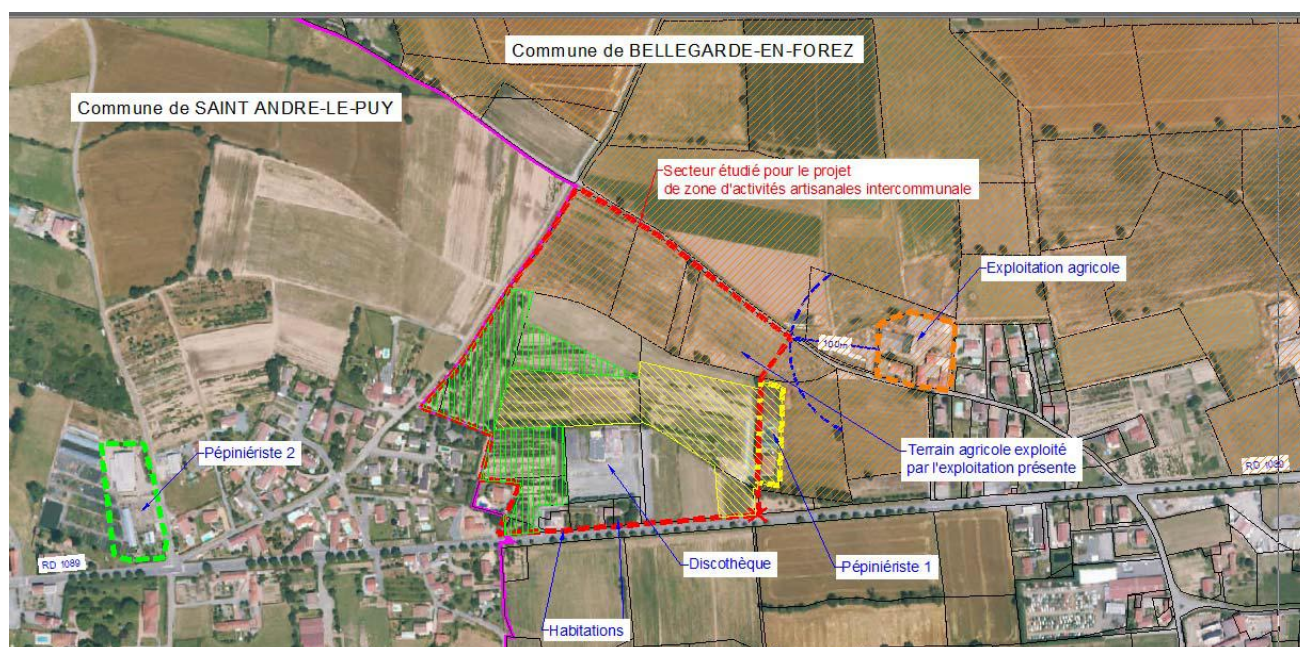 Commune de BELLEGARDE-EN-FOREZ
Commune de SAINT ANDRE-LE-PUY
Secteur étudié pour le projet
de zone d'activités artisanales intercommunale
Exploitation agricole
100m
Pépiniériste 2
Terrain agricole exploité
par l'exploitation présente
RD 1089
RD 1089
Discothèque
Pépiniériste 1
Habitations